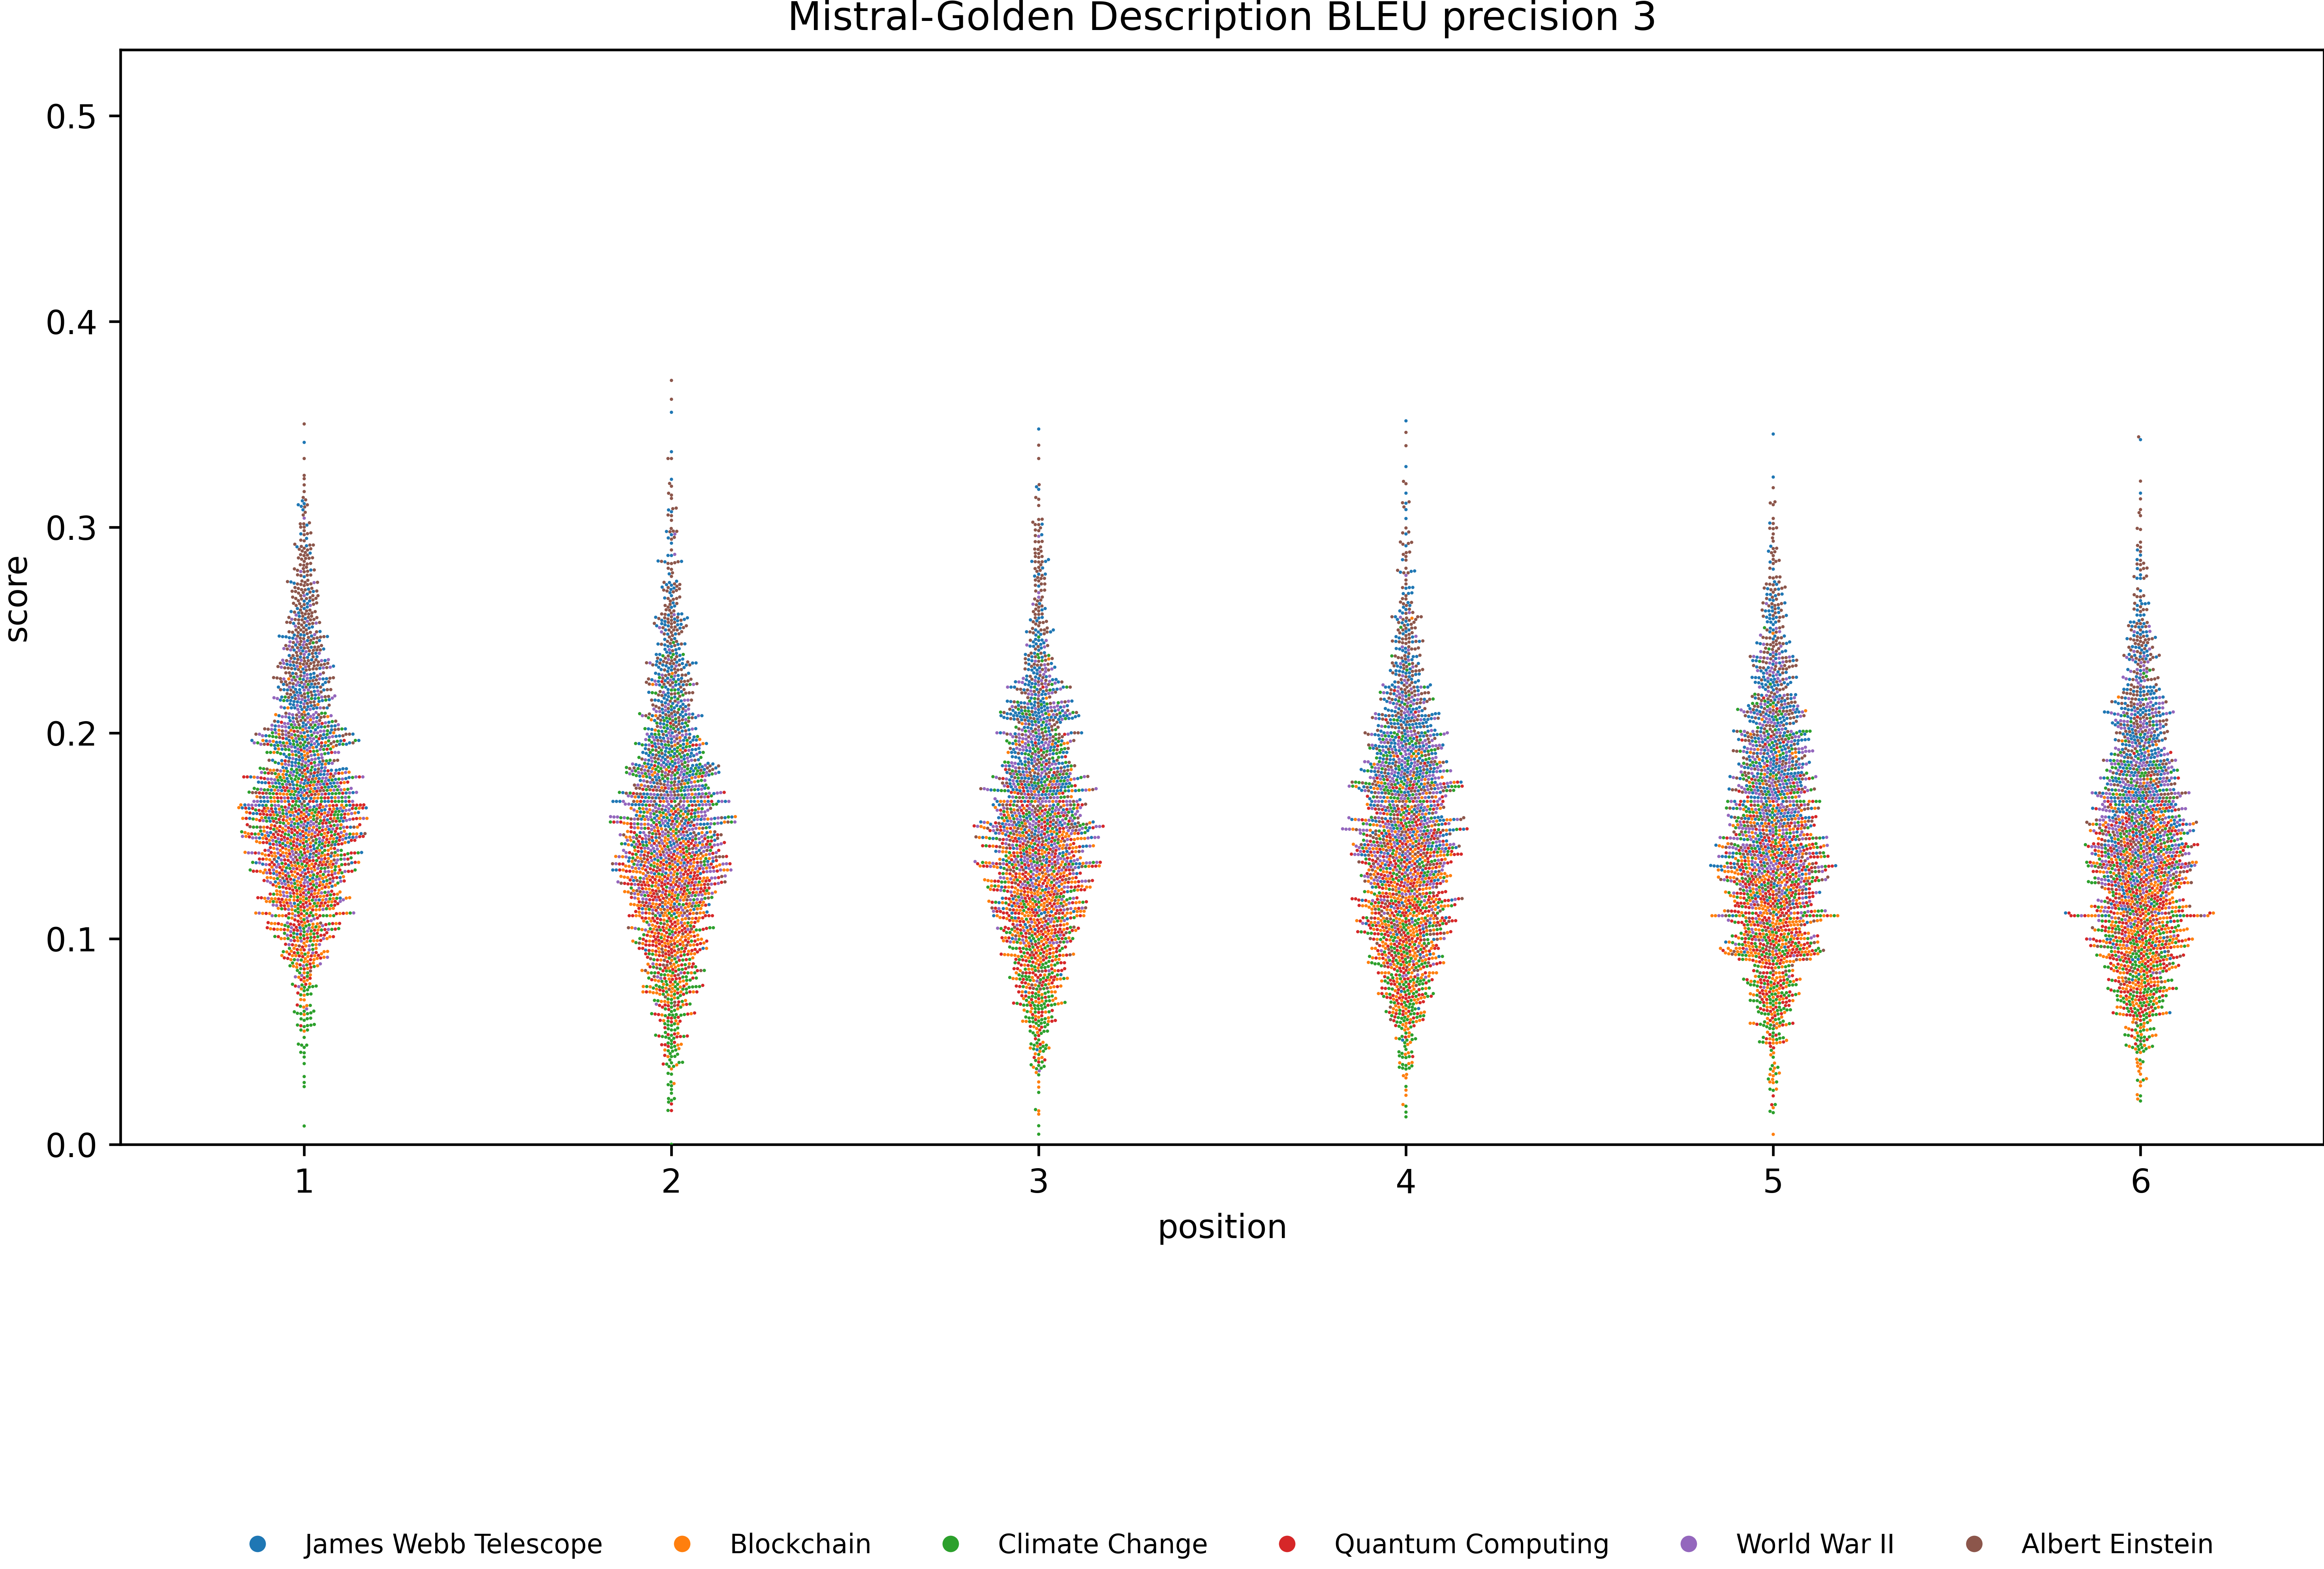 Mistral-Golden Description BLEU precision 3
0.5
0.4
0.3
0.2
0.1
0.0
score
1 2 3 4 5 6
position
James Webb Telescope Blockchain Climate Change Quantum Computing World War II Albert Einstein